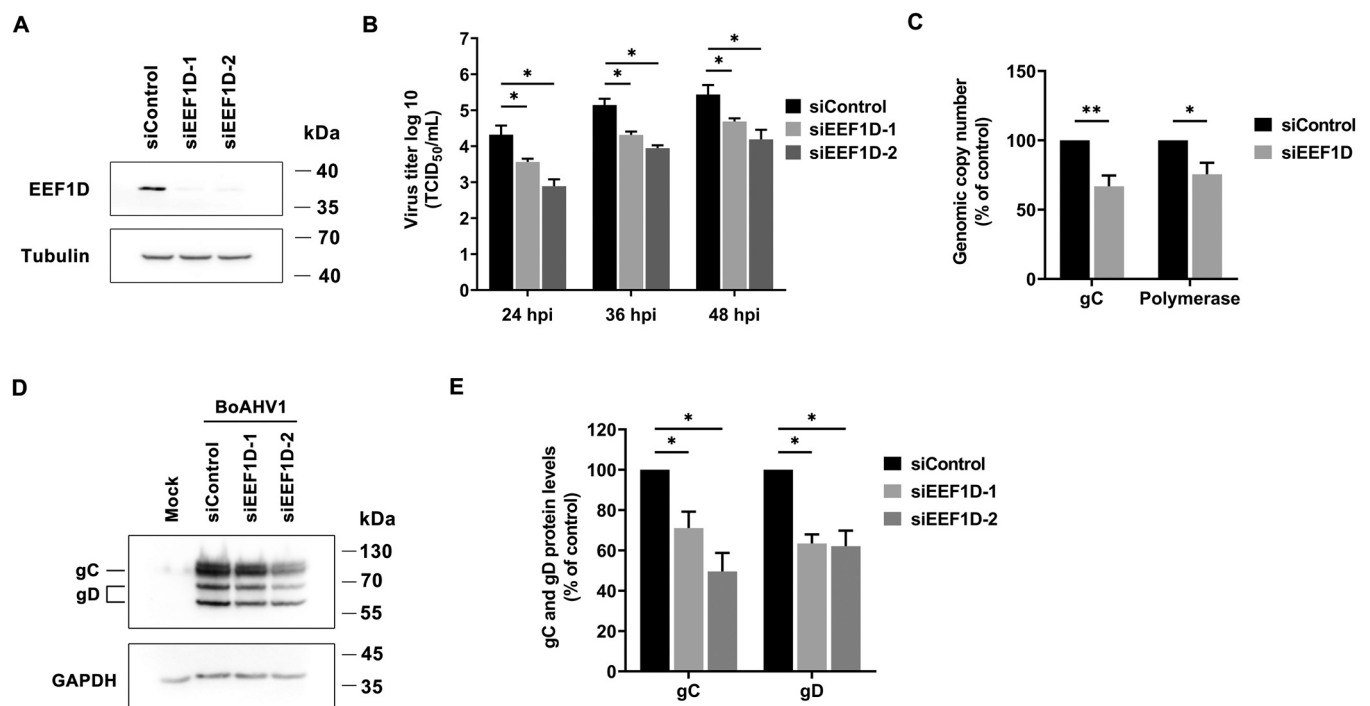 A
siControl
siEEF1D-1
siEEF1D-2
kDa
EEF1D
40
35
Tubulin
70
40
B
Virus titer log 10
(TCID50/mL)
7
6
5
4
3
2
1
0
*
*
*
*
*
*
24 hpi
36 hpi
48 hpi
siControl
siEEF1D-1
siEEF1D-2
C
Genomic copy number
(% of control)
150
100
50
0
**
*
gC
Polymerase
siControl
siEEF1D
D
BoAHV1
Mock
siControl
siEEF1D-1
siEEF1D-2
kDa
gC
gD
130
70
55
GAPDH
45
35
E
gC and gD protein levels
(% of control)
120
100
80
60
40
20
0
*
*
*
*
gC
gD
siControl
siEEF1D-1
siEEF1D-2